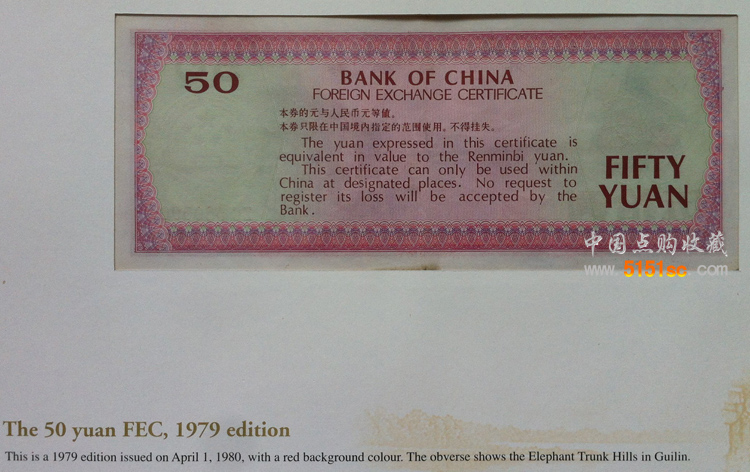 50
BANK OF CHINA
FOREIGN EXCHANGE CERTIFICATE
本券的元与人民币元等值。
本券只限在中国境内指定的范围使用。不得挂失。
The yuan expressed in this certificate is
equivalent in value to the Renminbi yuan.
This certificate can only be used within
China at designated places. No request to
register its loss will be accepted by the
Bank.
FIFTY
YUAN
中国点购收藏
www.5151sc.com
The 50 yuan FEC, 1979 edition
This is a 1979 edition issued on April 1, 1980, with a red background colour. The obverse shows the Elephant Trunk Hills in Guilin.